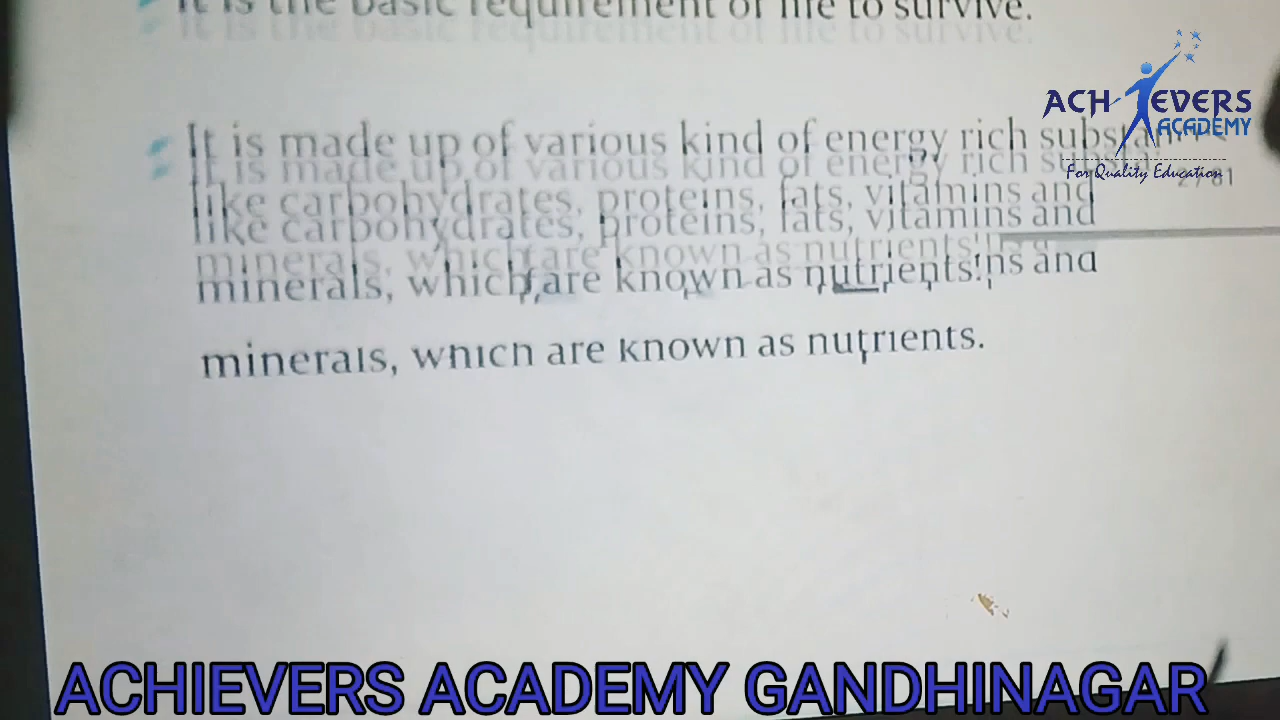 It is the basic requirement of life to survive.
ACHIEVERS
ACADEMY
For Quality Education
It is made up of various kind of energy rich
like carbohydrates, proteins, fats, vitamins and
minerals, which are known as nutrients.
minerals, which are known as nutrients.
ACHIEVERS ACADEMY GANDHINAGAR